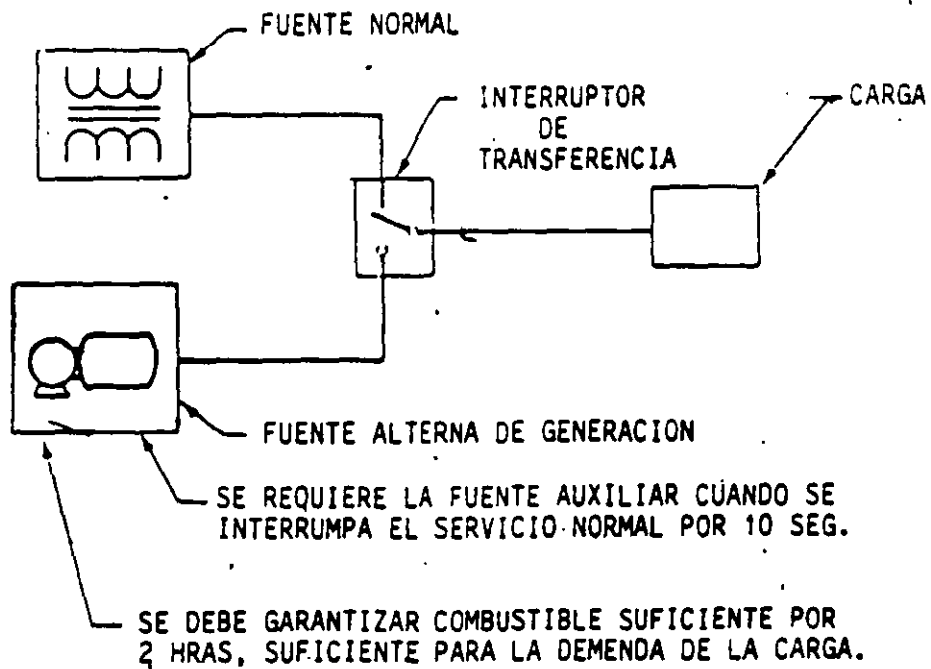 FUENTE NORMAL
INTERRUPTOR
DE
TRANSFERENCIA
CARGA
FUENTE ALTERNA DE GENERACION
SE REQUIERE LA FUENTE AUXILIAR CUANDO SE
INTERRUMPA EL SERVICIO NORMAL POR 10 SEG.
SE DEBE GARANTIZAR COMBUSTIBLE SUFICIENTE POR
2 HRAS, SUFICIENTE PARA LA DEMENDA DE LA CARGA.